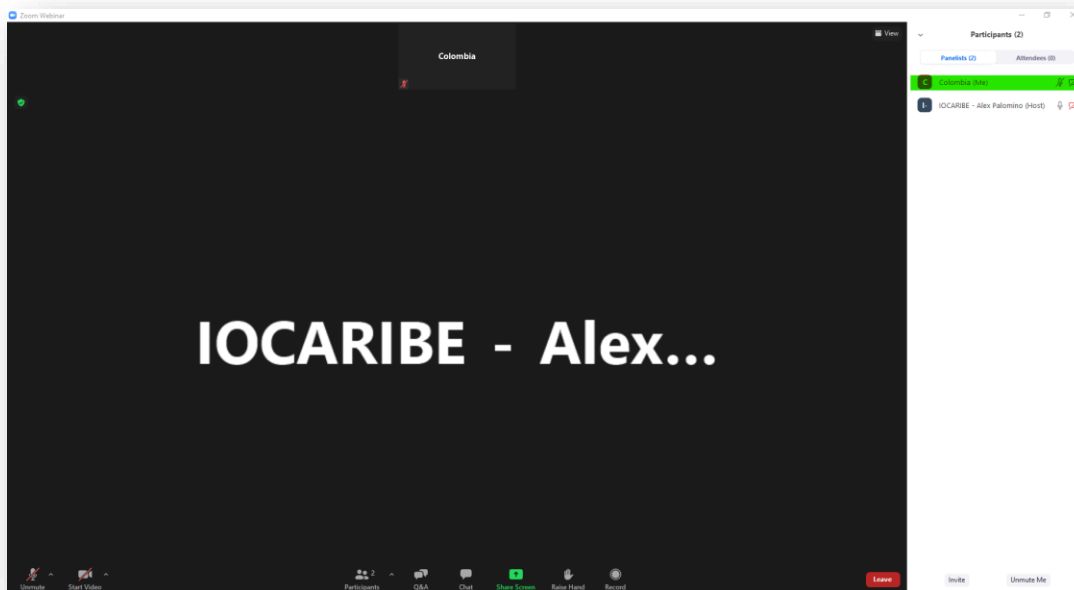 Zoom Webinar
View
Colombia
IOCARIBE - Alex...
Participants (2)
Panelists (2) Attendees (0)
C Colombia (Me)
I- IOCARIBE - Alex Palomino (Host)
Unmute Start Video Participants 2 Q&A Chat Share Screen Raise Hand Record Leave
Invite Unmute Me